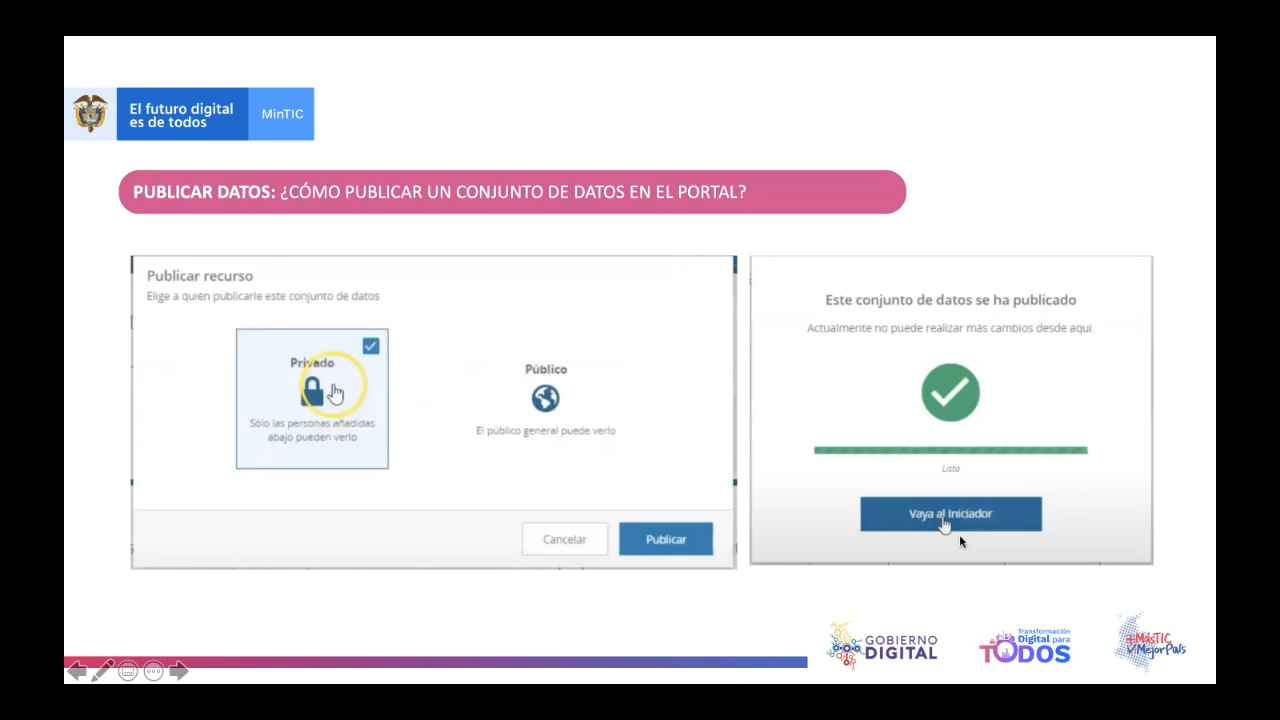 El futuro digital
es de todos
MinTIC
PUBLICAR DATOS: ¿CÓMO PUBLICAR UN CONJUNTO DE DATOS EN EL PORTAL?
Publicar recurso
Elige a quién publicarle este conjunto de datos
Privado
Sólo las personas añadidas
abajo pueden verlo
Público
El público general puede verlo
Cancelar
Publicar
Este conjunto de datos se ha publicado
Actualmente no puede realizar más cambios desde aquí.
Listo
Vaya al Iniciador
GOBIERNO
DIGITAL
Transformación
Digital para
TODOS
+MásTIC
✓MejorPaís